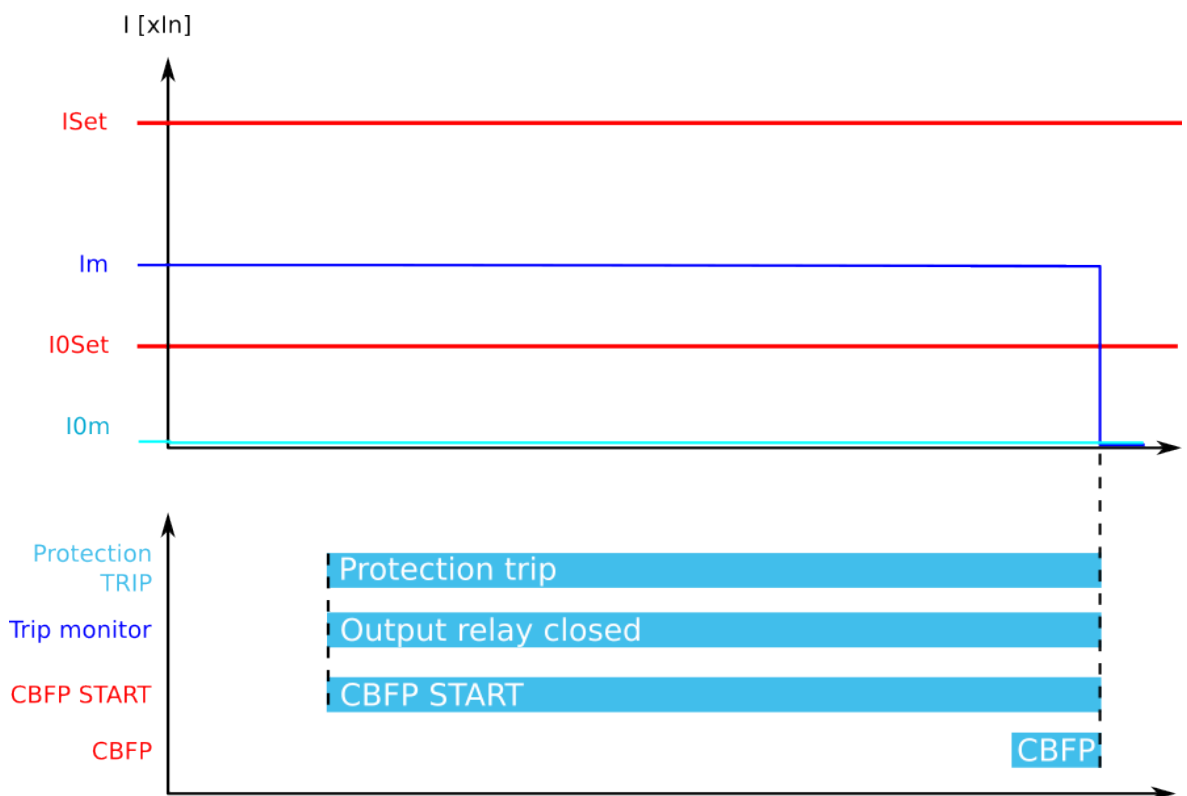 I [xIn]
ISet
Im
I0Set
I0m
Protection
TRIP
Protection trip
Trip monitor
Output relay closed
CBFP START
CBFP START
CBFP
CBFP